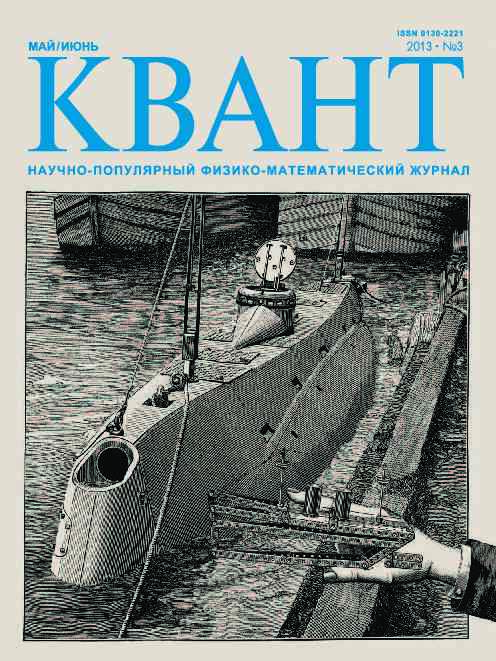 ISSN 0130-2221
МАЙ/ИЮНЬ 2013 · №3
КВАНТ
НАУЧНО-ПОПУЛЯРНЫЙ ФИЗИКО-МАТЕМАТИЧЕСКИЙ ЖУРНАЛ